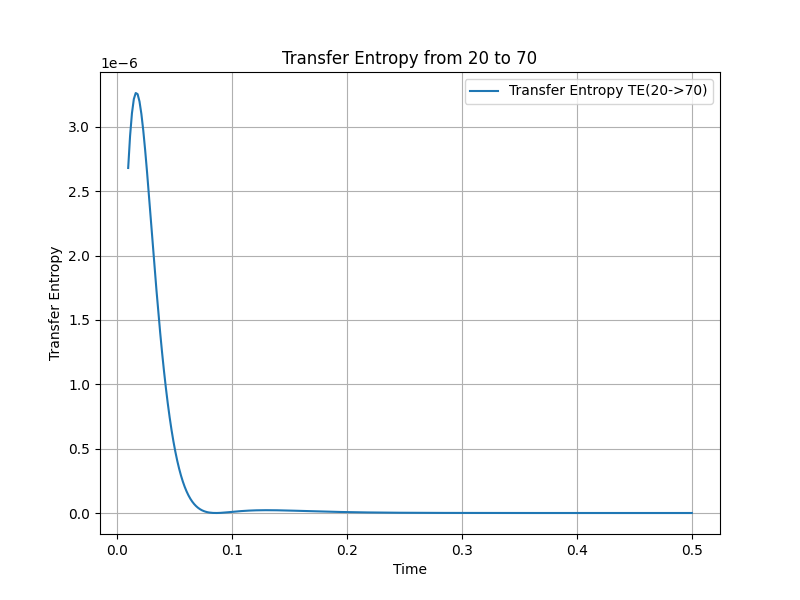 Transfer Entropy from 20 to 70
1e−6
Transfer Entropy TE(20->70)
3.0
2.5
2.0
1.5
1.0
0.5
0.0
Transfer Entropy
0.0 0.1 0.2 0.3 0.4 0.5
Time